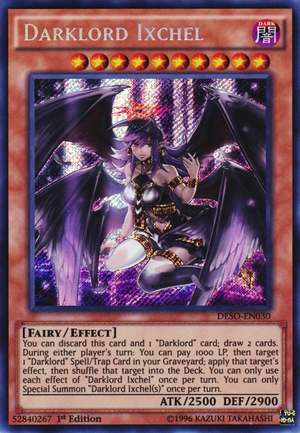 Darklord Ixchel
DARK
闇
DESO-EN030
[Fairy/Effect]
You can discard this card and 1 "Darklord" card; draw 2 cards.
During either player's turn: You can pay 1000 LP, then target
1 "Darklord" Spell/Trap Card in your Graveyard; apply that target's
effect, then shuffle that target into the Deck. You can only use
each effect of "Darklord Ixchel" once per turn. You can only
Special Summon "Darklord Ixchel(s)" once per turn.
ATK/2500 DEF/2900
52840267 1st Edition ©1996 KAZUKI TAKAHASHI